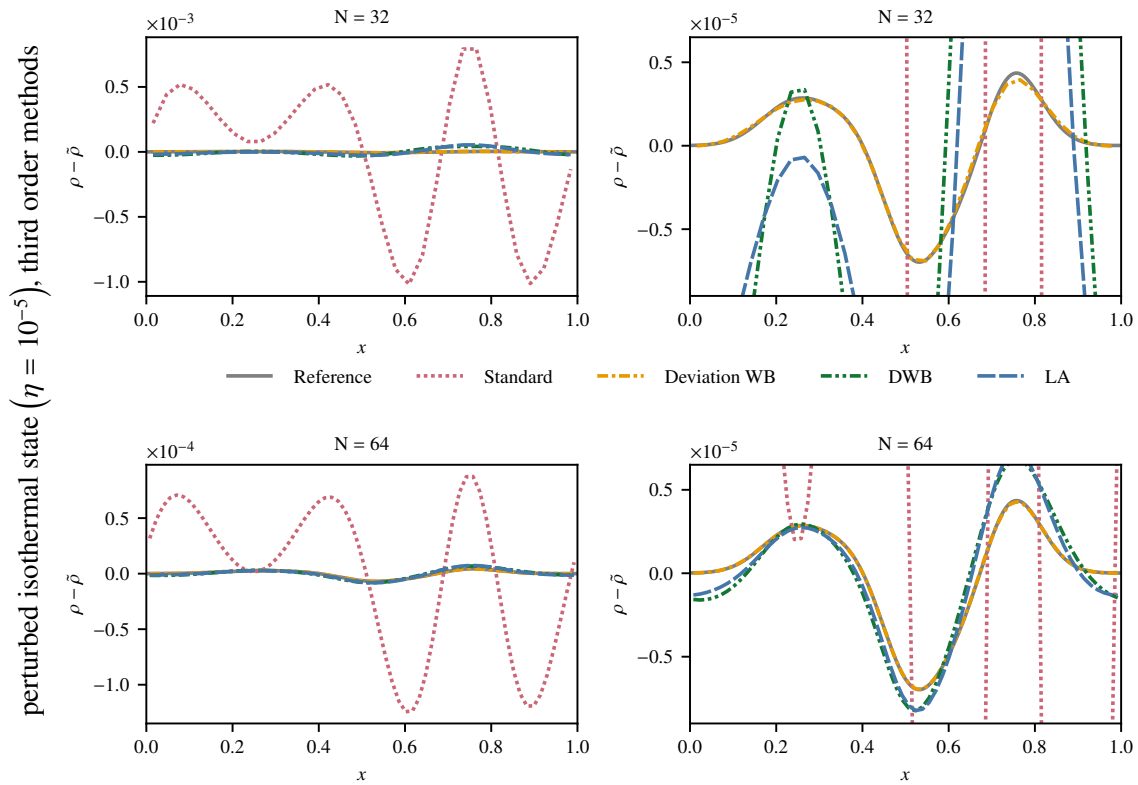 perturbed isothermal state (η = 10⁻⁵), third order methods
×10⁻³
N = 32
0.5
0.0
−0.5
−1.0
ρ − ρ̃
0.0 0.2 0.4 0.6 0.8 1.0
x
×10⁻⁵
N = 32
0.5
0.0
−0.5
ρ − ρ̃
0.0 0.2 0.4 0.6 0.8 1.0
x
Reference Standard Deviation WB DWB LA
×10⁻⁴
N = 64
0.5
0.0
−0.5
−1.0
ρ − ρ̃
0.0 0.2 0.4 0.6 0.8 1.0
x
×10⁻⁵
N = 64
0.5
0.0
−0.5
ρ − ρ̃
0.0 0.2 0.4 0.6 0.8 1.0
x